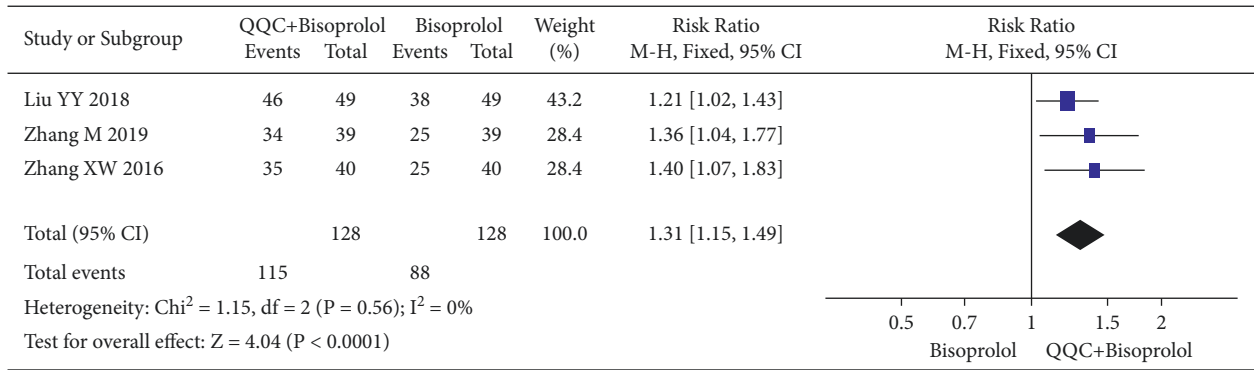 Study or Subgroup QQC+Bisoprolol Bisoprolol Weight Risk Ratio Risk Ratio
Events Total Events Total (%) M-H, Fixed, 95% CI M-H, Fixed, 95% CI
Liu YY 2018 46 49 38 49 43.2 1.21 [1.02, 1.43]
Zhang M 2019 34 39 25 39 28.4 1.36 [1.04, 1.77]
Zhang XW 2016 35 40 25 40 28.4 1.40 [1.07, 1.83]
Total (95% CI) 128 128 100.0 1.31 [1.15, 1.49]
Total events 115 88
Heterogeneity: Chi² = 1.15, df = 2 (P = 0.56); I² = 0%
Test for overall effect: Z = 4.04 (P < 0.0001)
0.5 0.7 1 1.5 2
Bisoprolol QQC+Bisoprolol